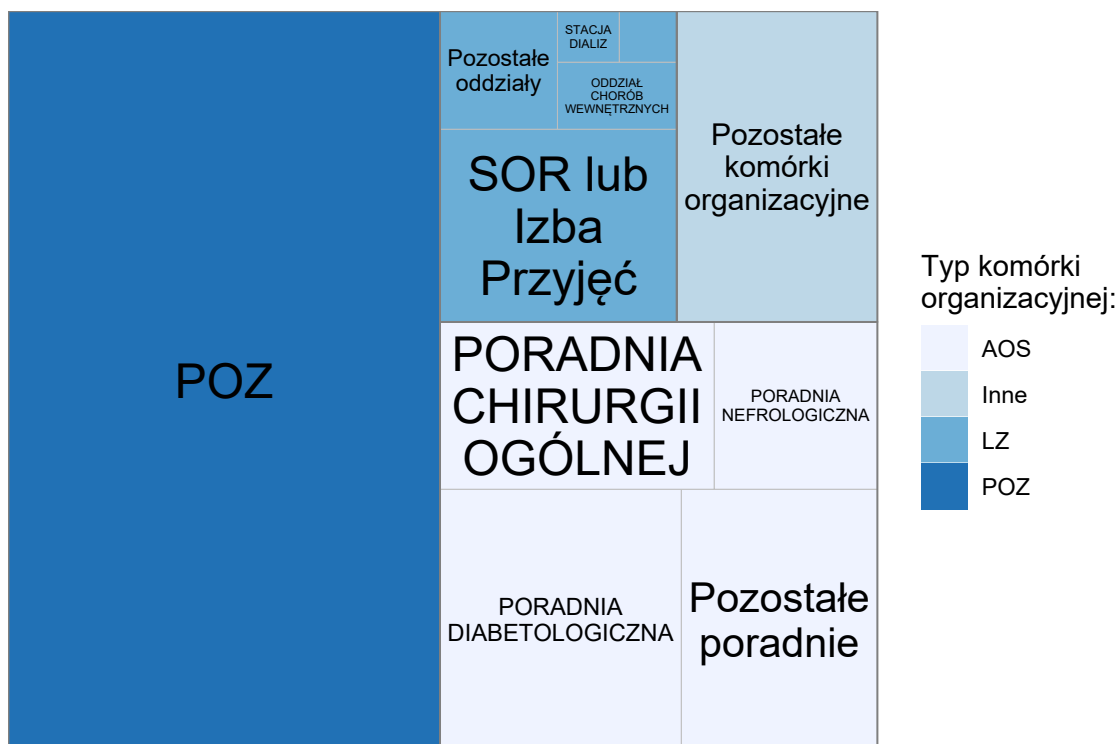 POZ
Pozostałe
oddziały
STACJA
DIALIZ
ODDZIAŁ
CHORÓB
WEWNĘTRZNYCH
SOR lub
Izba
Przyjęć
Pozostałe
komórki
organizacyjne
PORADNIA
CHIRURGII
OGÓLNEJ
PORADNIA
NEFROLOGICZNA
PORADNIA
DIABETOLOGICZNA
Pozostałe
poradnie
Typ komórki
organizacyjnej:
AOS
Inne
LZ
POZ